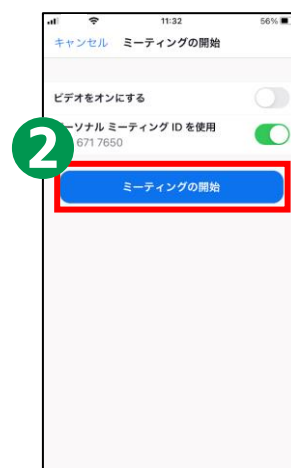 11:32 56%
キャンセル ミーティングの開始
ビデオをオンにする
ーソナル ミーティング ID を使用
671 7650
2
ミーティングの開始